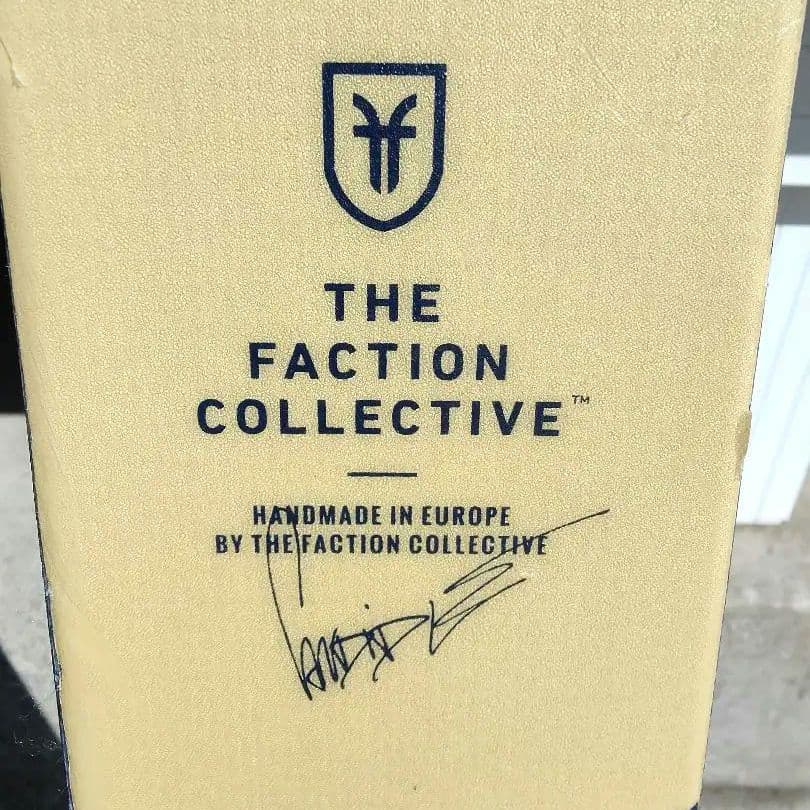 THE
FACTION
COLLECTIVE™
HANDMADE IN EUROPE
BY THE FACTION COLLECTIVE